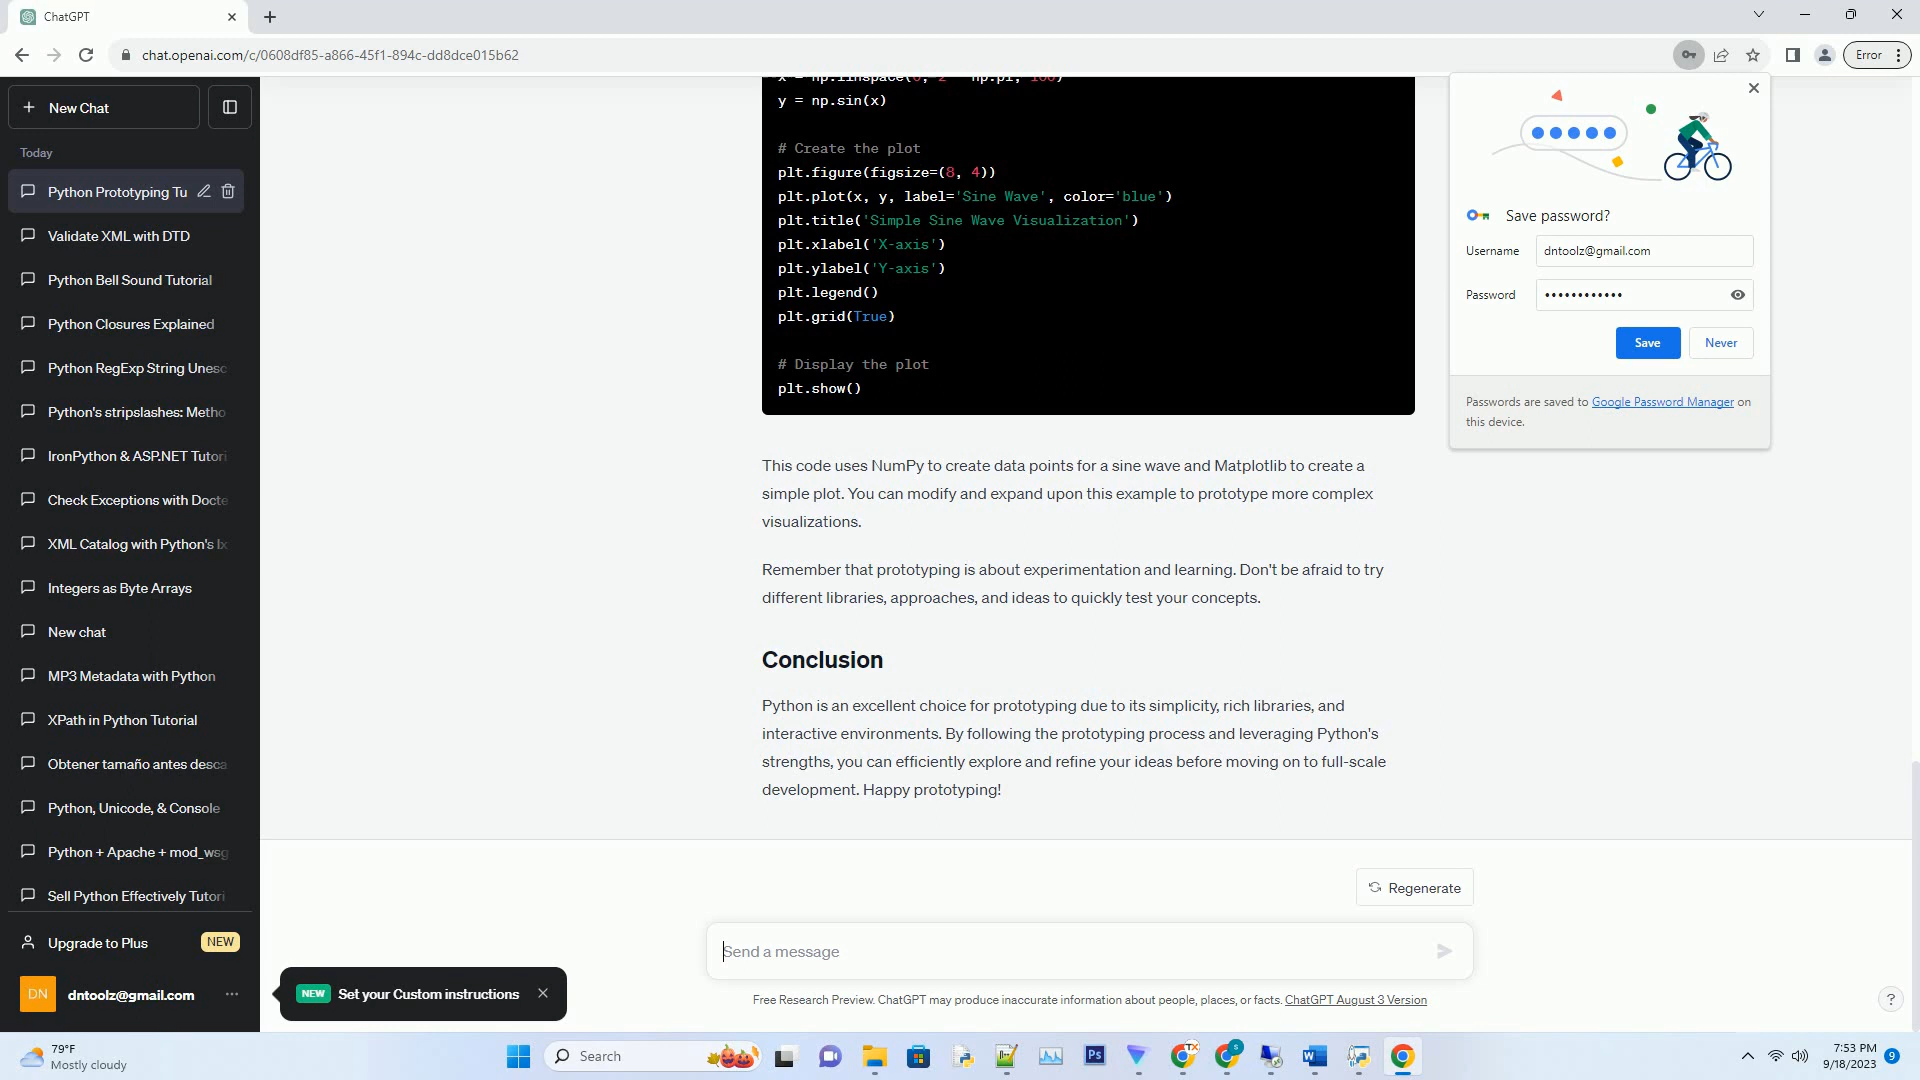 ChatGPT
chat.openai.com/c/0608df85-a866-45f1-894c-dd8dce015b62
Error
New Chat
Today
Python Prototyping Tu
Validate XML with DTD
Python Bell Sound Tutorial
Python Closures Explained
Python RegExp String Unesc
Python's stripslashes: Metho
IronPython & ASP.NET Tutori
Check Exceptions with Docte
XML Catalog with Python's lx
Integers as Byte Arrays
New chat
MP3 Metadata with Python
XPath in Python Tutorial
Obtener tamaño antes desca
Python, Unicode, & Console
Python + Apache + mod_wsg
Sell Python Effectively Tutori
Upgrade to Plus NEW
DN dntoolz@gmail.com
x = np.linspace(0, 2 * np.pi, 100)
y = np.sin(x)
# Create the plot
plt.figure(figsize=(8, 4))
plt.plot(x, y, label='Sine Wave', color='blue')
plt.title('Simple Sine Wave Visualization')
plt.xlabel('X-axis')
plt.ylabel('Y-axis')
plt.legend()
plt.grid(True)
# Display the plot
plt.show()
This code uses NumPy to create data points for a sine wave and Matplotlib to create a
simple plot. You can modify and expand upon this example to prototype more complex
visualizations.
Remember that prototyping is about experimentation and learning. Don't be afraid to try
different libraries, approaches, and ideas to quickly test your concepts.
Conclusion
Python is an excellent choice for prototyping due to its simplicity, rich libraries, and
interactive environments. By following the prototyping process and leveraging Python's
strengths, you can efficiently explore and refine your ideas before moving on to full-scale
development. Happy prototyping!
Regenerate
Send a message
Free Research Preview. ChatGPT may produce inaccurate information about people, places, or facts. ChatGPT August 3 Version
NEW Set your Custom instructions
?
Save password?
Username dntoolz@gmail.com
Password ••••••••••••
Save Never
Passwords are saved to Google Password Manager on
this device.
79°F
Mostly cloudy
Search
Ps
7:53 PM
9/18/2023
9